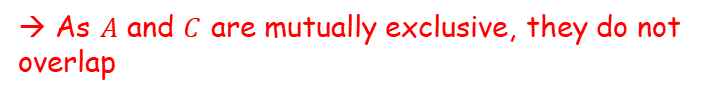 → As A and C are mutually exclusive, they do not
overlap